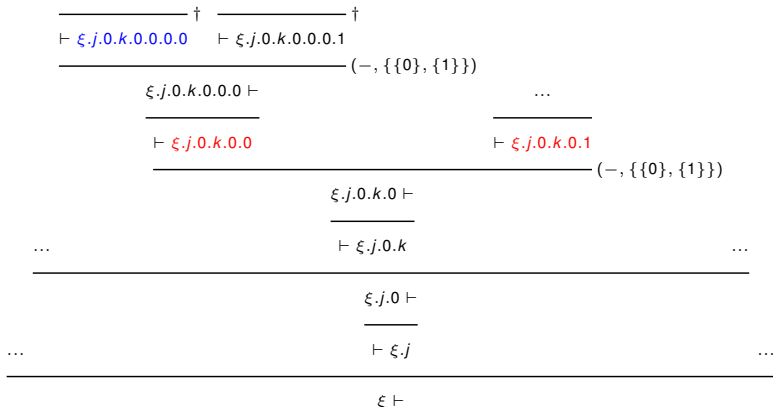 † †
⊢ ξ.j.0.k.0.0.0.0 ⊢ ξ.j.0.k.0.0.0.1
(−, {{0}, {1}})
ξ.j.0.k.0.0.0 ⊢ ...
⊢ ξ.j.0.k.0.0 ⊢ ξ.j.0.k.0.1
(−, {{0}, {1}})
ξ.j.0.k.0 ⊢
... ⊢ ξ.j.0.k ...
ξ.j.0 ⊢
... ⊢ ξ.j ...
ξ ⊢